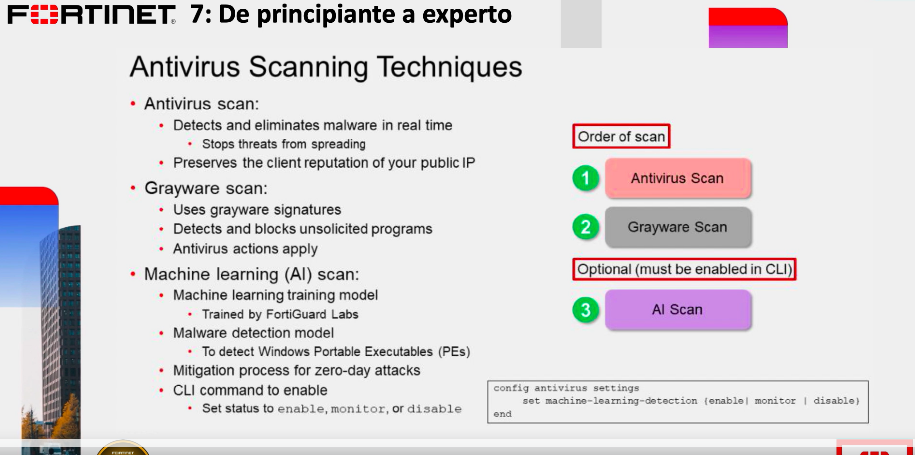 FORTINET 7: De principiante a experto
Antivirus Scanning Techniques
• Antivirus scan:
• Detects and eliminates malware in real time
• Stops threats from spreading
• Preserves the client reputation of your public IP
• Grayware scan:
• Uses grayware signatures
• Detects and blocks unsolicited programs
• Antivirus actions apply
• Machine learning (AI) scan:
• Machine learning training model
• Trained by FortiGuard Labs
• Malware detection model
• To detect Windows Portable Executables (PEs)
• Mitigation process for zero-day attacks
• CLI command to enable
• Set status to enable, monitor, or disable
Order of scan
1 Antivirus Scan
2 Grayware Scan
Optional (must be enabled in CLI)
3 AI Scan
config antivirus settings
set machine-learning-detection {enable| monitor | disable}
end